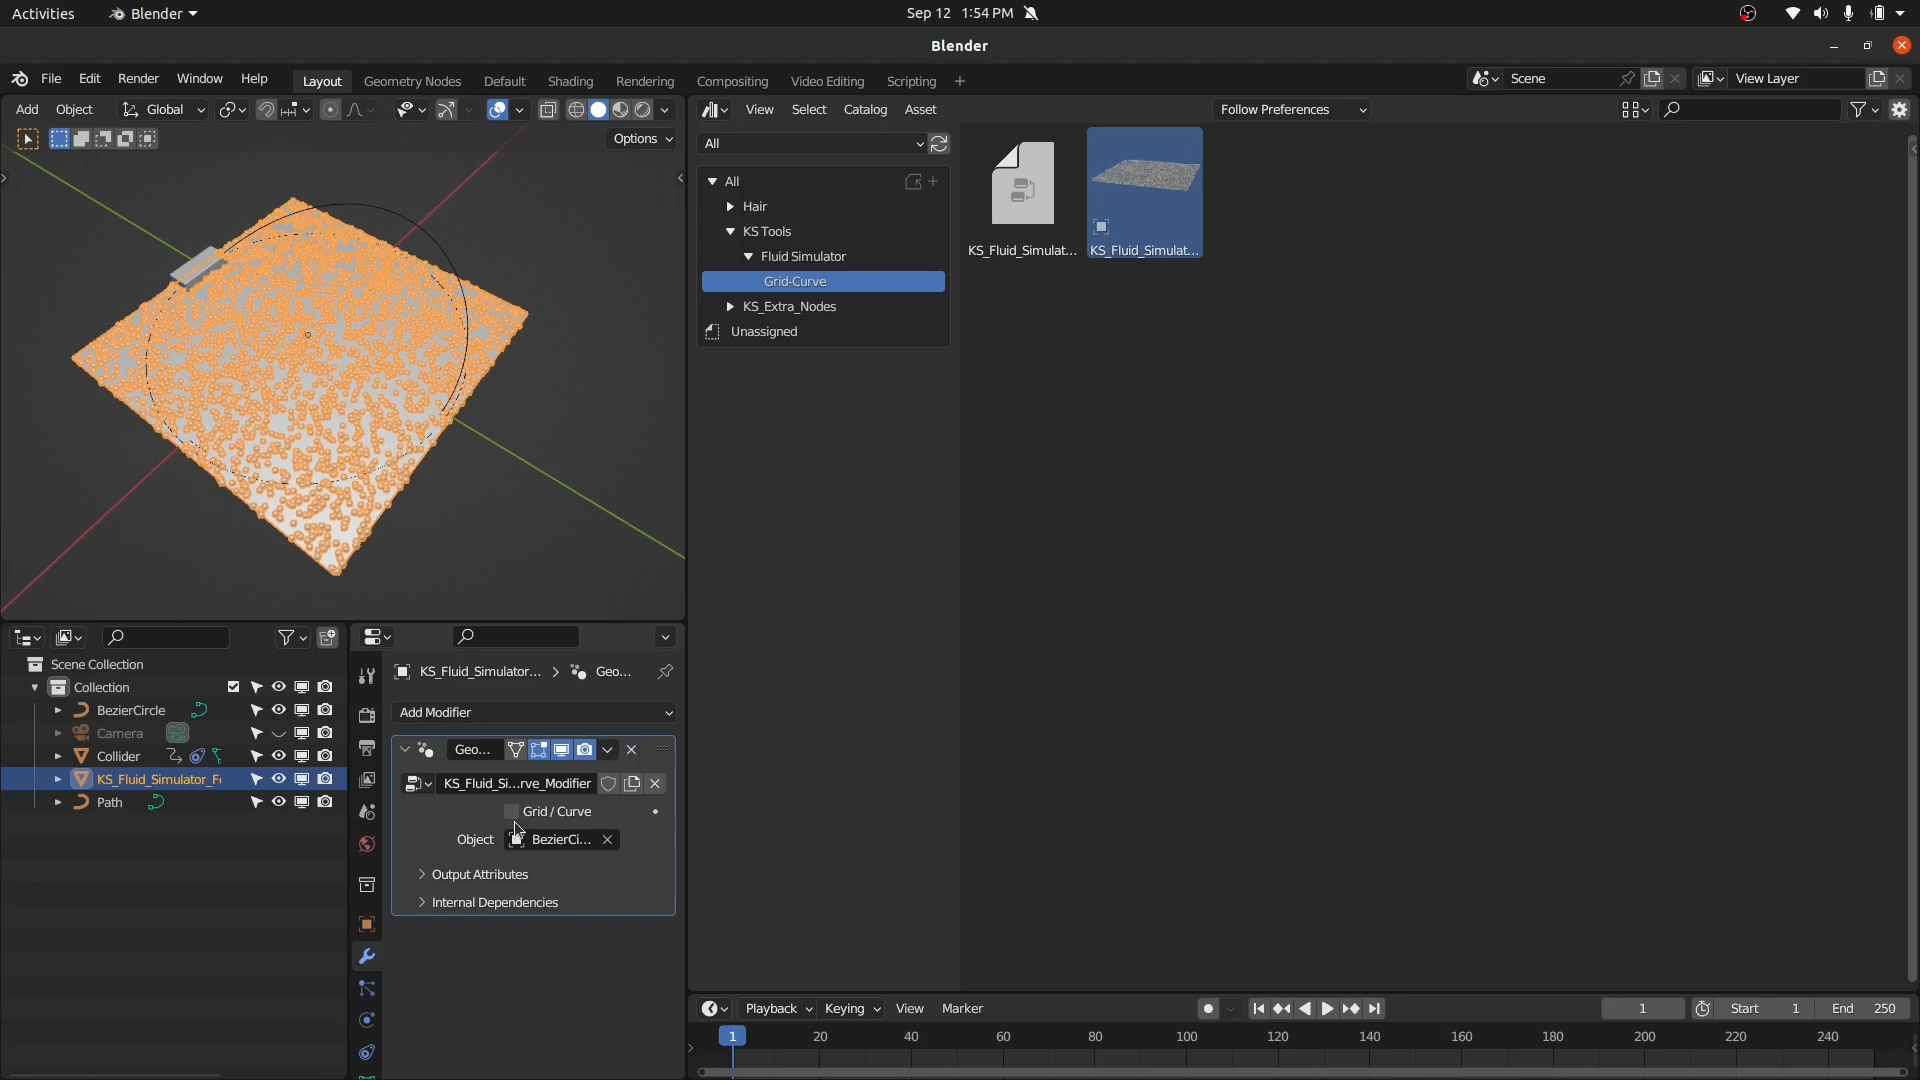 Activities Blender Sep 12 1:54 PM
Blender
File Edit Render Window Help Layout Geometry Nodes Default Shading Rendering Compositing Video Editing Scripting + Scene View Layer
Add Object Global View Select Catalog Asset Follow Preferences
Options
All
All
Hair
KS Tools
Fluid Simulator
Grid-Curve
KS_Extra_Nodes
Unassigned
KS_Fluid_Simulat... KS_Fluid_Simulat...
Scene Collection
Collection
BezierCircle
Camera
Collider
KS_Fluid_Simulator_F
Path
KS_Fluid_Simulator... > Geo...
Add Modifier
Geo...
KS_Fluid_Si...rve_Modifier
Grid / Curve
Object BezierCi...
Output Attributes
Internal Dependencies
Playback Keying View Marker 1 Start 1 End 250
1 20 40 60 80 100 120 140 160 180 200 220 240